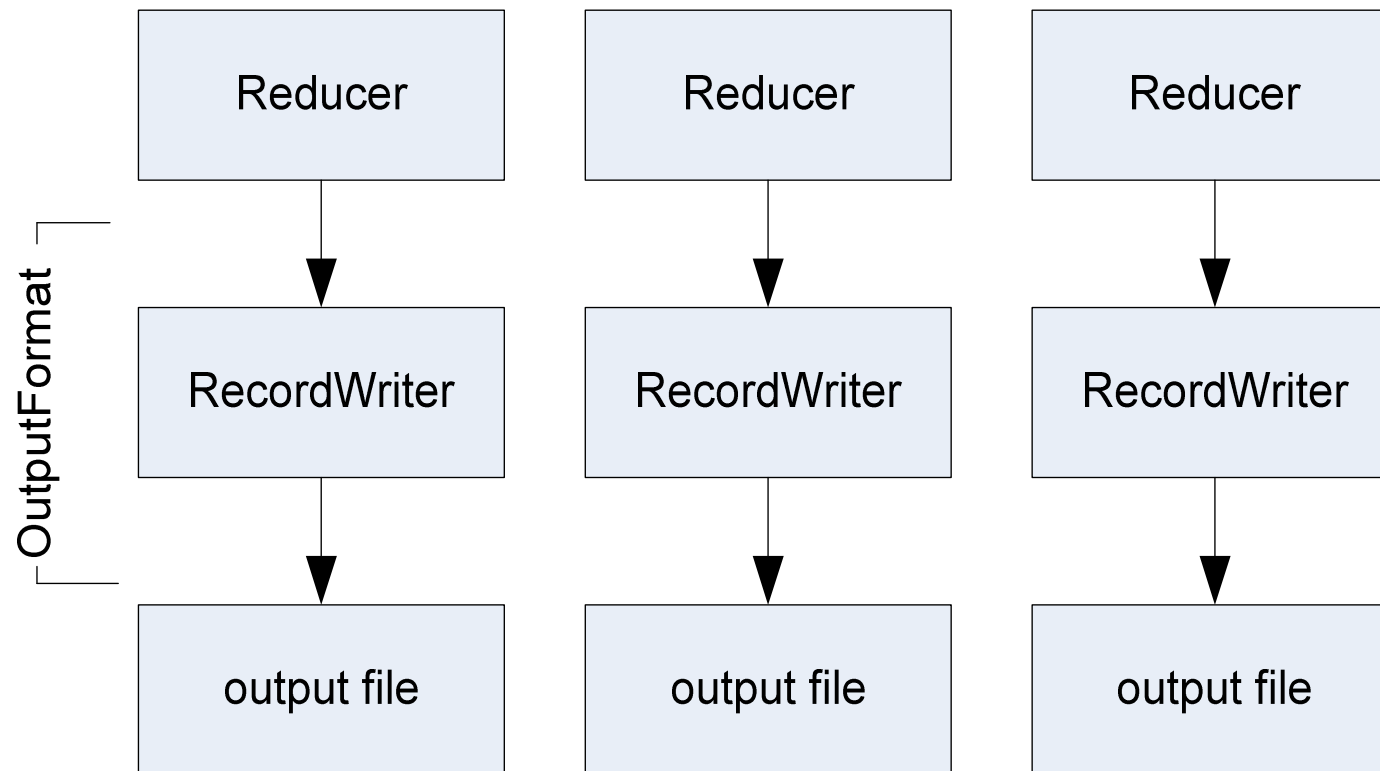 Reducer
Reducer
Reducer
OutputFormat
RecordWriter
RecordWriter
RecordWriter
output file
output file
output file